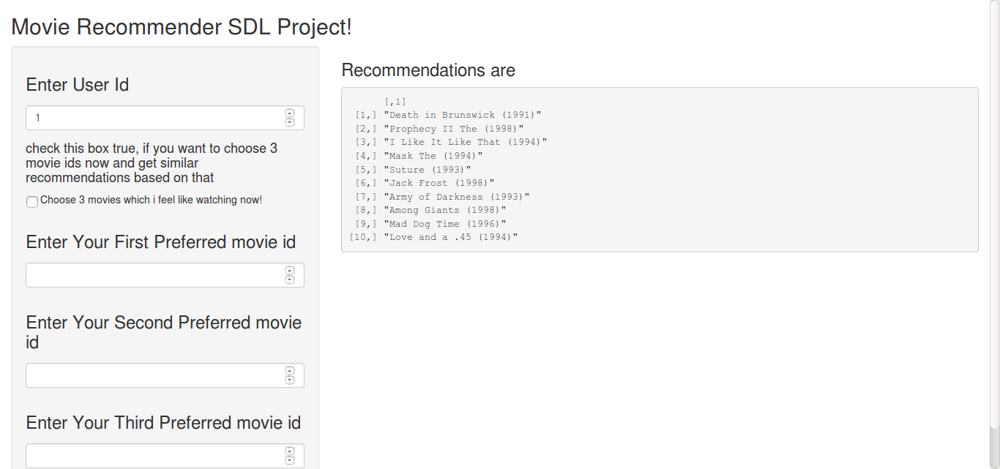 Movie Recommender SDL Project!
Enter User Id
1
check this box true, if you want to choose 3
movie ids now and get similar
recommendations based on that
Choose 3 movies which i feel like watching now!
Enter Your First Preferred movie id
Enter Your Second Preferred movie
id
Enter Your Third Preferred movie id
Recommendations are
[,1]
[1,] "Death in Brunswick (1991)"
[2,] "Prophecy II The (1998)"
[3,] "I Like It Like That (1994)"
[4,] "Mask The (1994)"
[5,] "Suture (1993)"
[6,] "Jack Frost (1998)"
[7,] "Army of Darkness (1993)"
[8,] "Among Giants (1998)"
[9,] "Mad Dog Time (1996)"
[10,] "Love and a .45 (1994)"